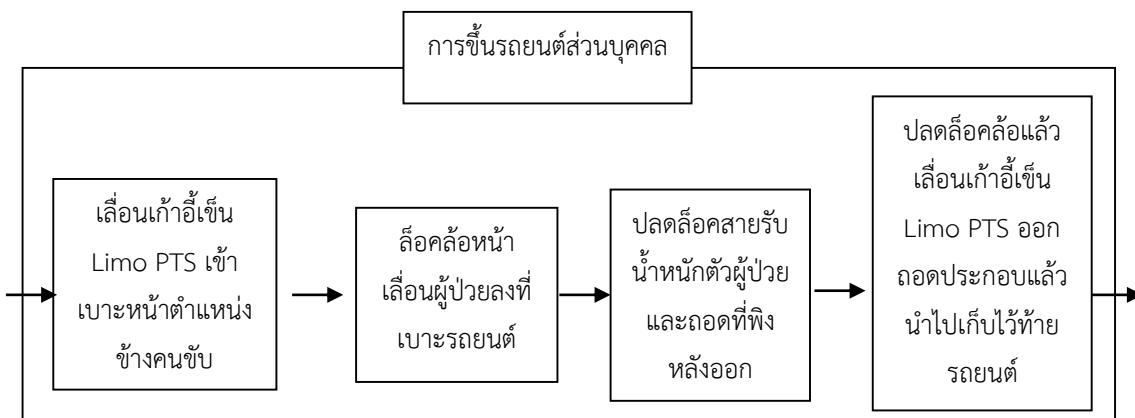 การขึ้นรถยนต์ส่วนบุคคล
เลื่อนเก้าอี้เข็น
Limo PTS เข้า
เบาะหน้าตำแหน่ง
ข้างคนขับ
ล็อคล้อหน้า
เลื่อนผู้ป่วยลงที่
เบาะรถยนต์
ปลดล็อคสายรับ
น้ำหนักตัวผู้ป่วย
และถอดที่พิง
หลังออก
ปลดล็อคล้อแล้ว
เลื่อนเก้าอี้เข็น
Limo PTS ออก
ถอดประกอบแล้ว
นำไปเก็บไว้ท้าย
รถยนต์